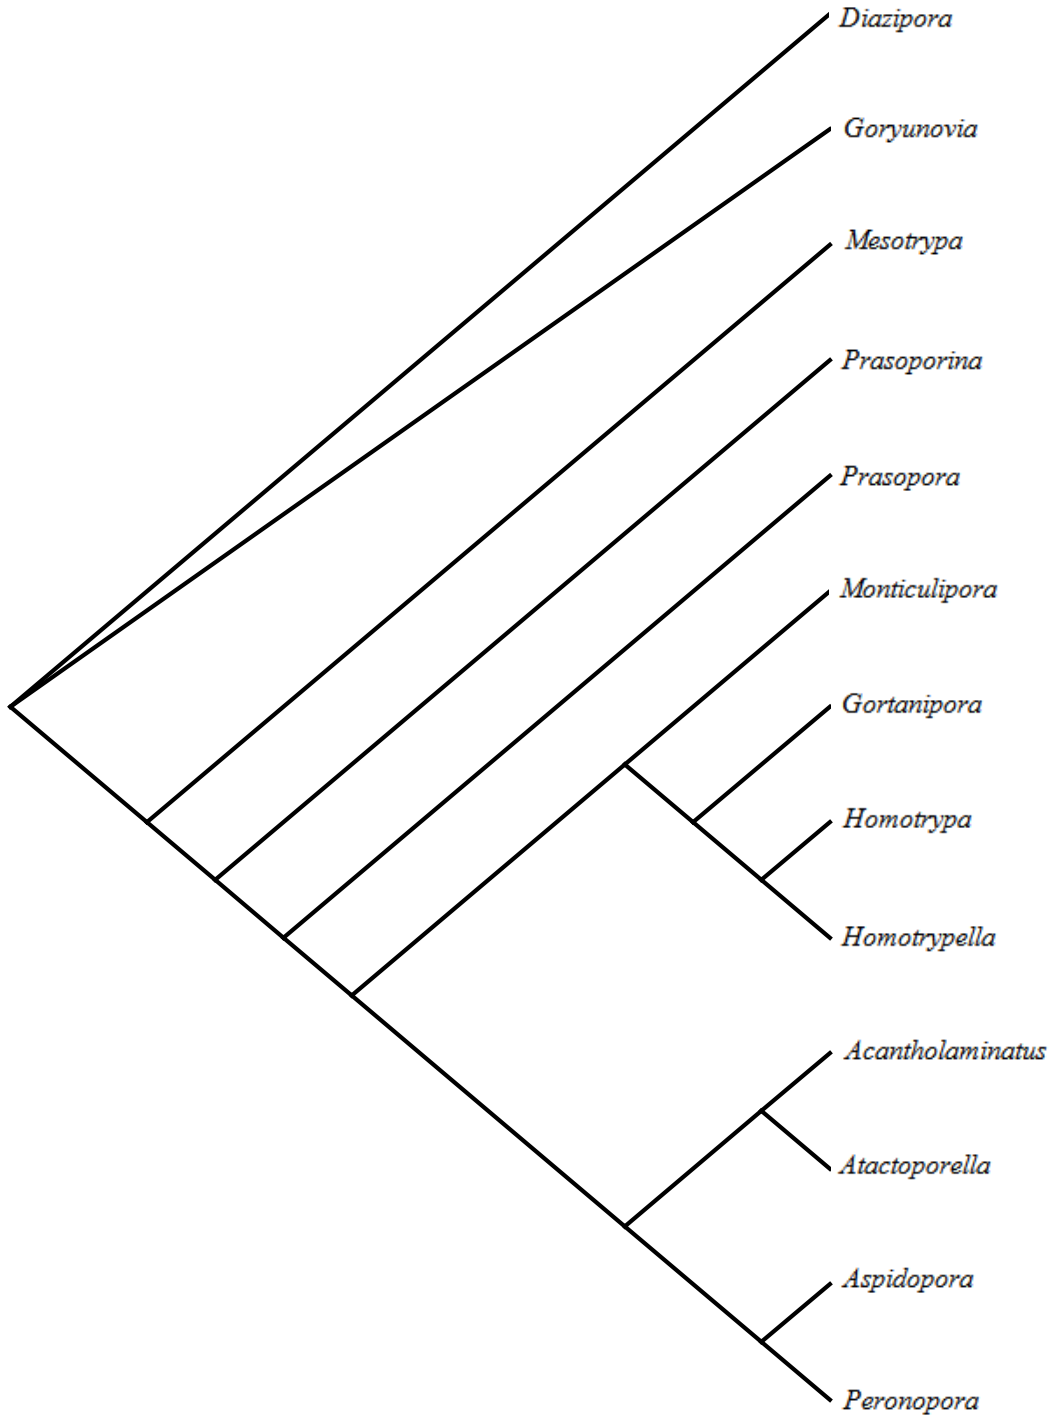 Diazipora
Goryunovia
Mesotrypa
Prasoporina
Prasopora
Monticulipora
Gortanipora
Homotrypa
Homotrypella
Acantholaminatus
Atactoporella
Aspidopora
Peronopora